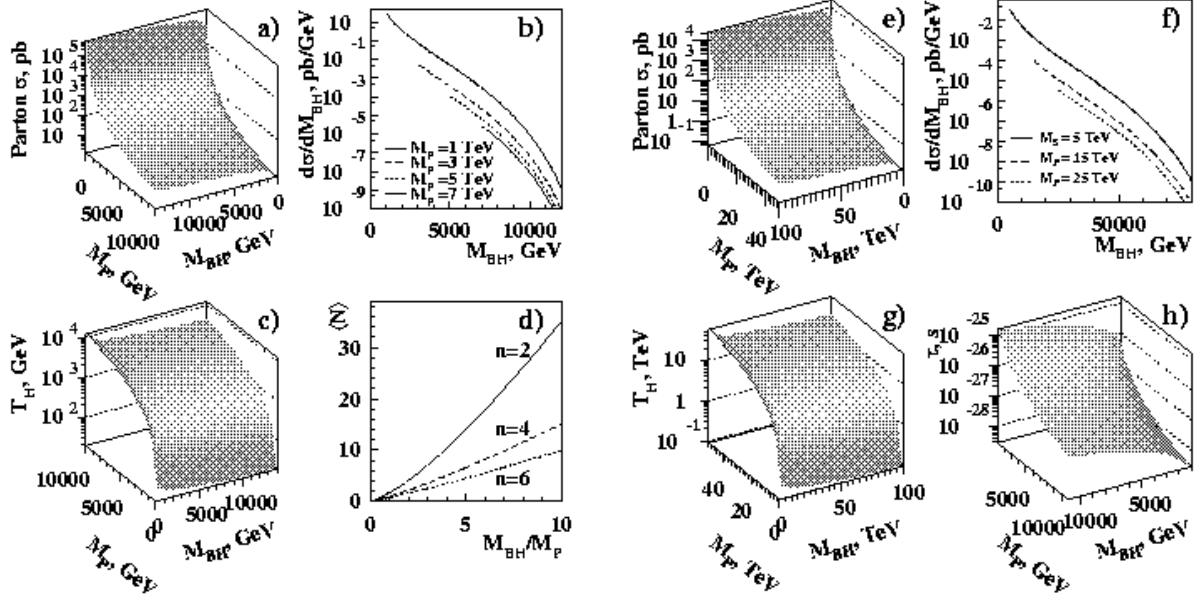 a)
Parton σ, pb
10 5
10 4
10 3
10 2
10
0
5000
10000
M_P, GeV
10000
5000
0
M_BH, GeV
b)
dσ/dM_BH, pb/GeV
10
10 -1
10 -3
10 -5
10 -7
10 -9
M_P =1 TeV
M_P =3 TeV
M_P =5 TeV
M_P =7 TeV
0
5000
10000
M_BH, GeV
c)
T_H, GeV
10 4
10 3
10 2
10000
5000
0
M_P, GeV
0
5000
10000
M_BH, GeV
d)
⟨N⟩
30
20
10
0
n=2
n=4
n=6
0
5
10
M_BH/M_P
e)
Parton σ, pb
10 4
10 3
10 2
10
1
10 -1
0
20
40
M_P, TeV
100
50
0
M_BH, TeV
f)
dσ/dM_BH, pb/GeV
10 -2
10 -4
10 -6
10 -8
10 -10
M_P = 5 TeV
M_P = 15 TeV
M_P = 25 TeV
0
50000
M_BH, GeV
g)
T_H, TeV
10
1
10 -1
40
20
0
M_P, TeV
0
50
100
M_BH, TeV
h)
τ, s
10 -25
10 -26
10 -27
10 -28
5000
10000
M_P, GeV
10000
5000
M_BH, GeV